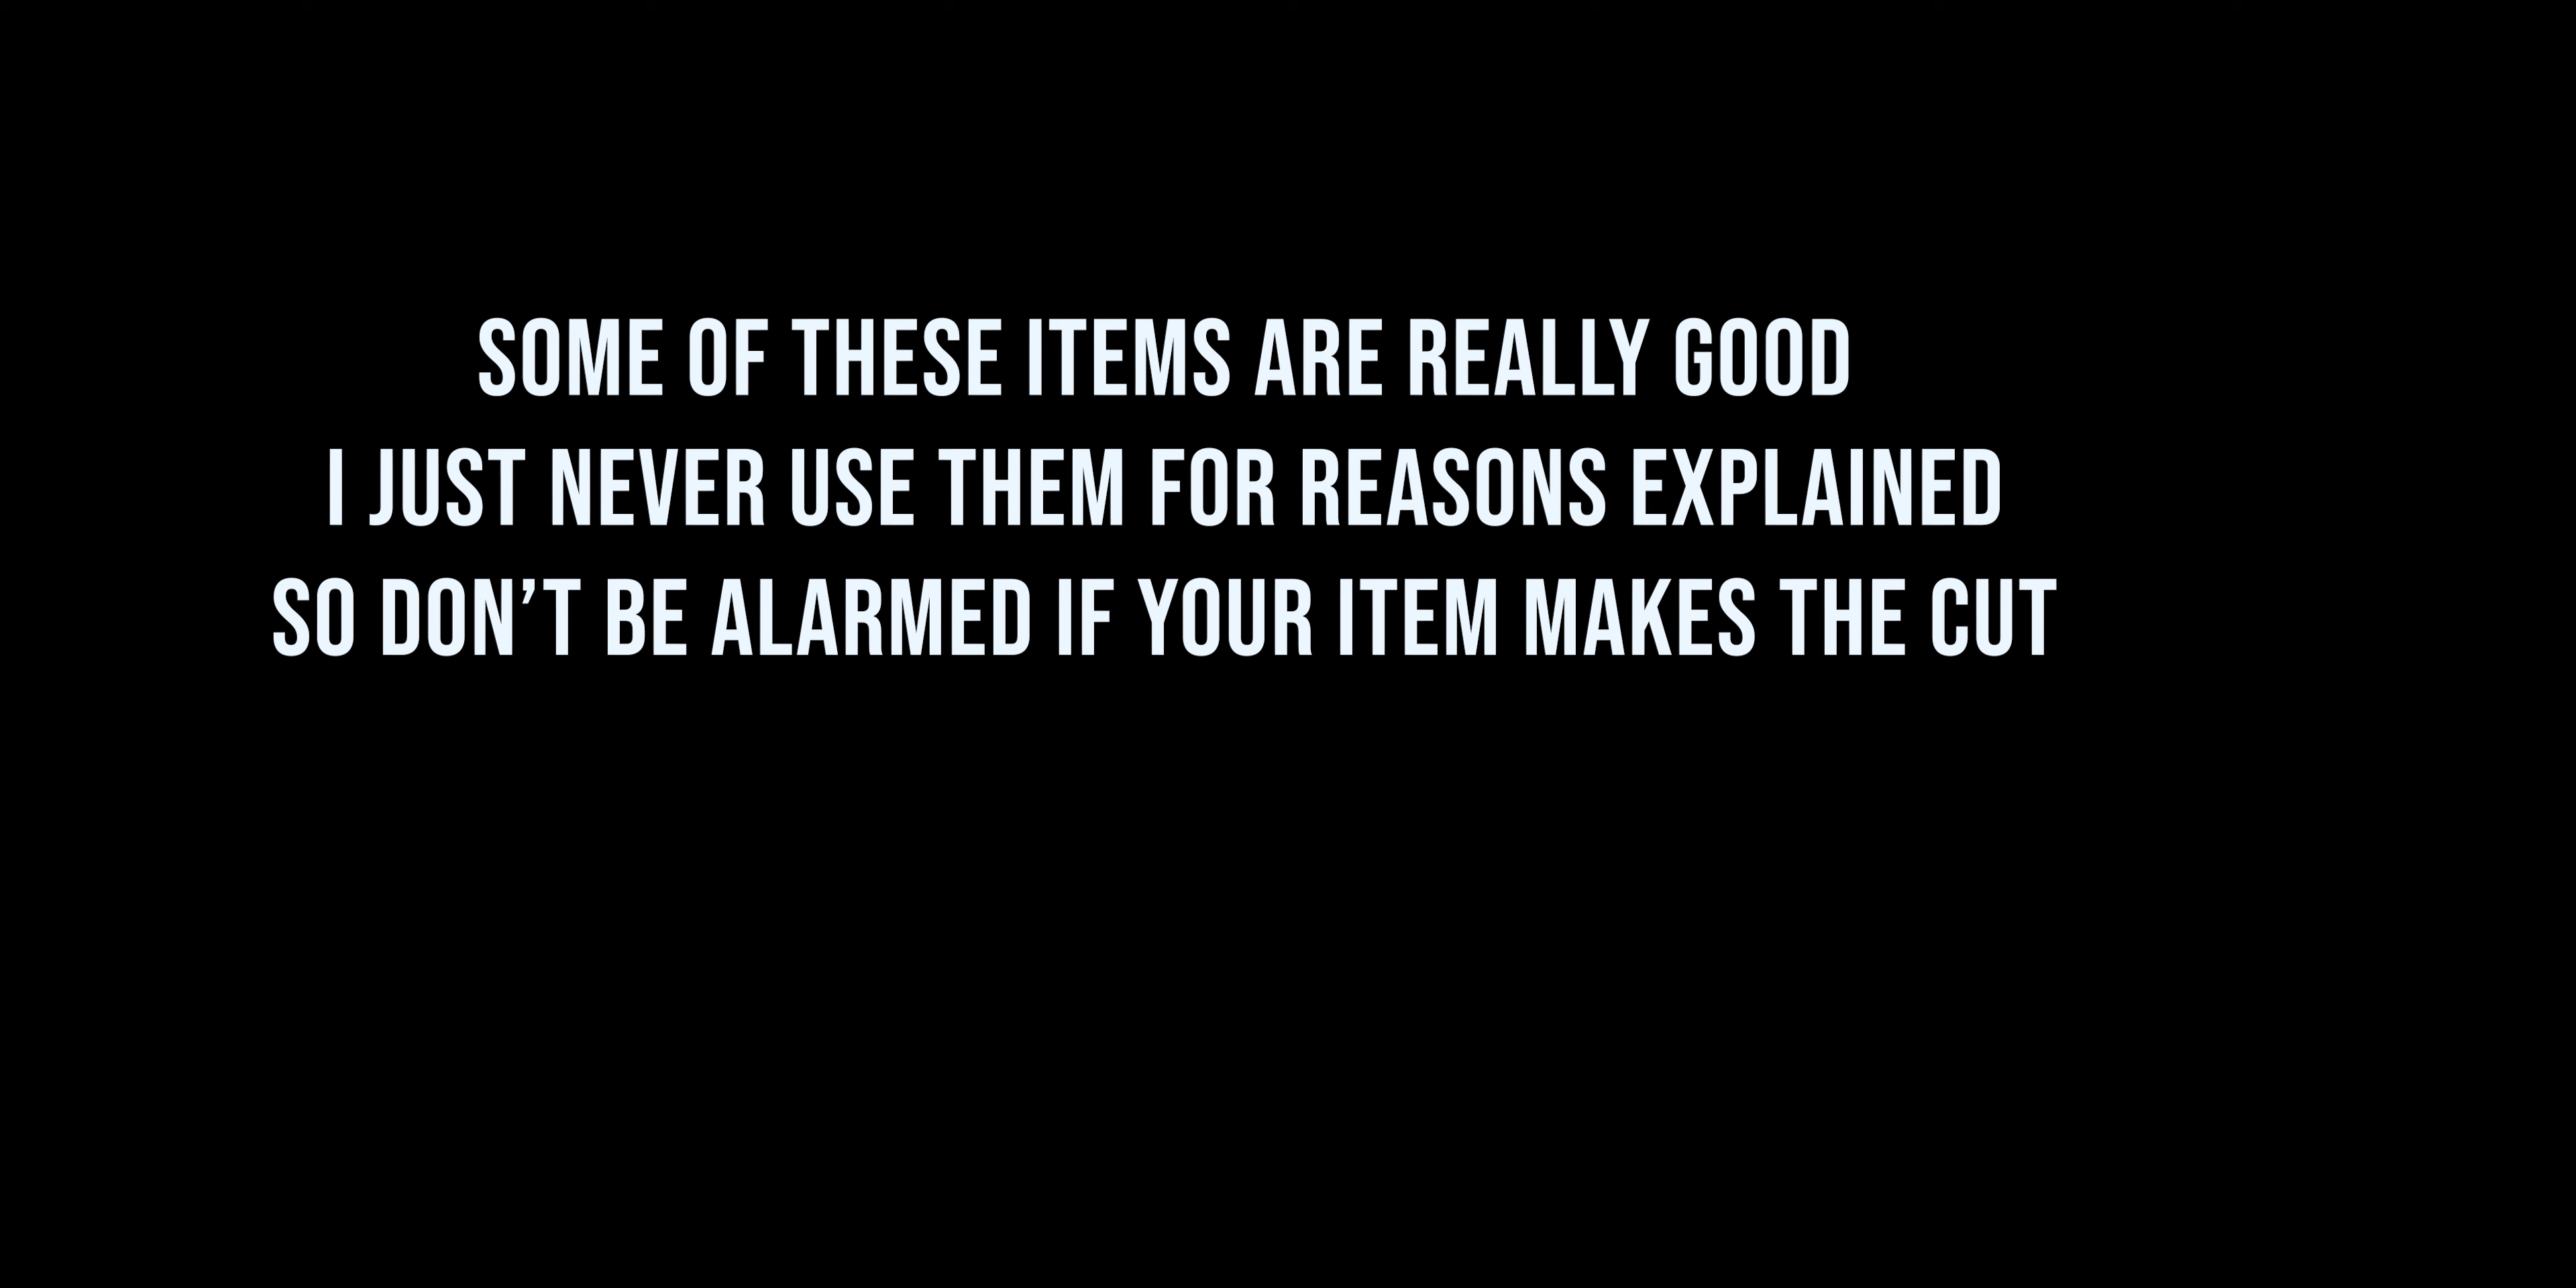 SOME OF THESE ITEMS ARE REALLY GOOD
I JUST NEVER USE THEM FOR REASONS EXPLAINED
SO DON’T BE ALARMED IF YOUR ITEM MAKES THE CUT